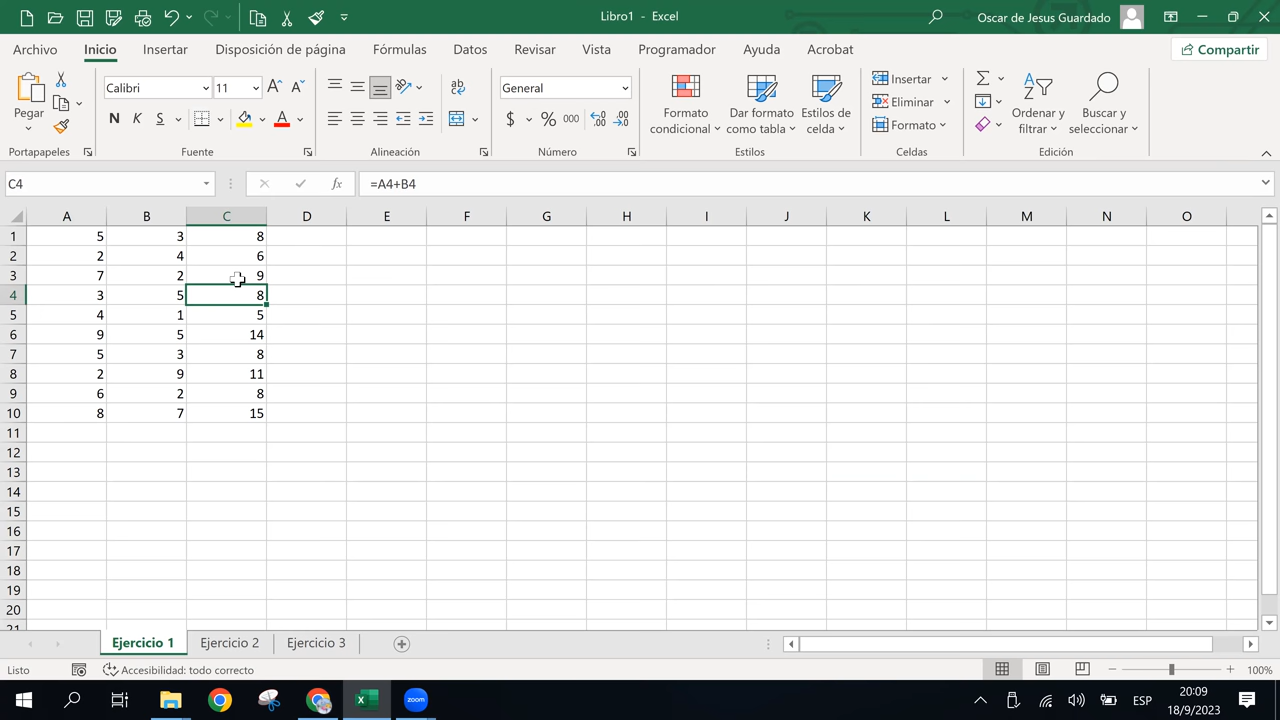 Libro1 - Excel
Oscar de Jesus Guardado
Archivo Inicio Insertar Disposición de página Fórmulas Datos Revisar Vista Programador Ayuda Acrobat
Compartir
Pegar
Calibri 11
N K S
ab
General
$ % 000
Formato condicional
Dar formato como tabla
Estilos de celda
Insertar
Eliminar
Formato
Ordenar y filtrar
Buscar y seleccionar
Portapapeles Fuente Alineación Número Estilos Celdas Edición
C4 fx =A4+B4
A B C D E F G H I J K L M N O
1 5 3 8
2 2 4 6
3 7 2 9
4 3 5 8
5 4 1 5
6 9 5 14
7 5 3 8
8 2 9 11
9 6 2 8
10 8 7 15
11
12
13
14
15
16
17
18
19
20
21
Ejercicio 1 Ejercicio 2 Ejercicio 3
Listo Accesibilidad: todo correcto 100%
zoom
ESP
20:09
18/9/2023